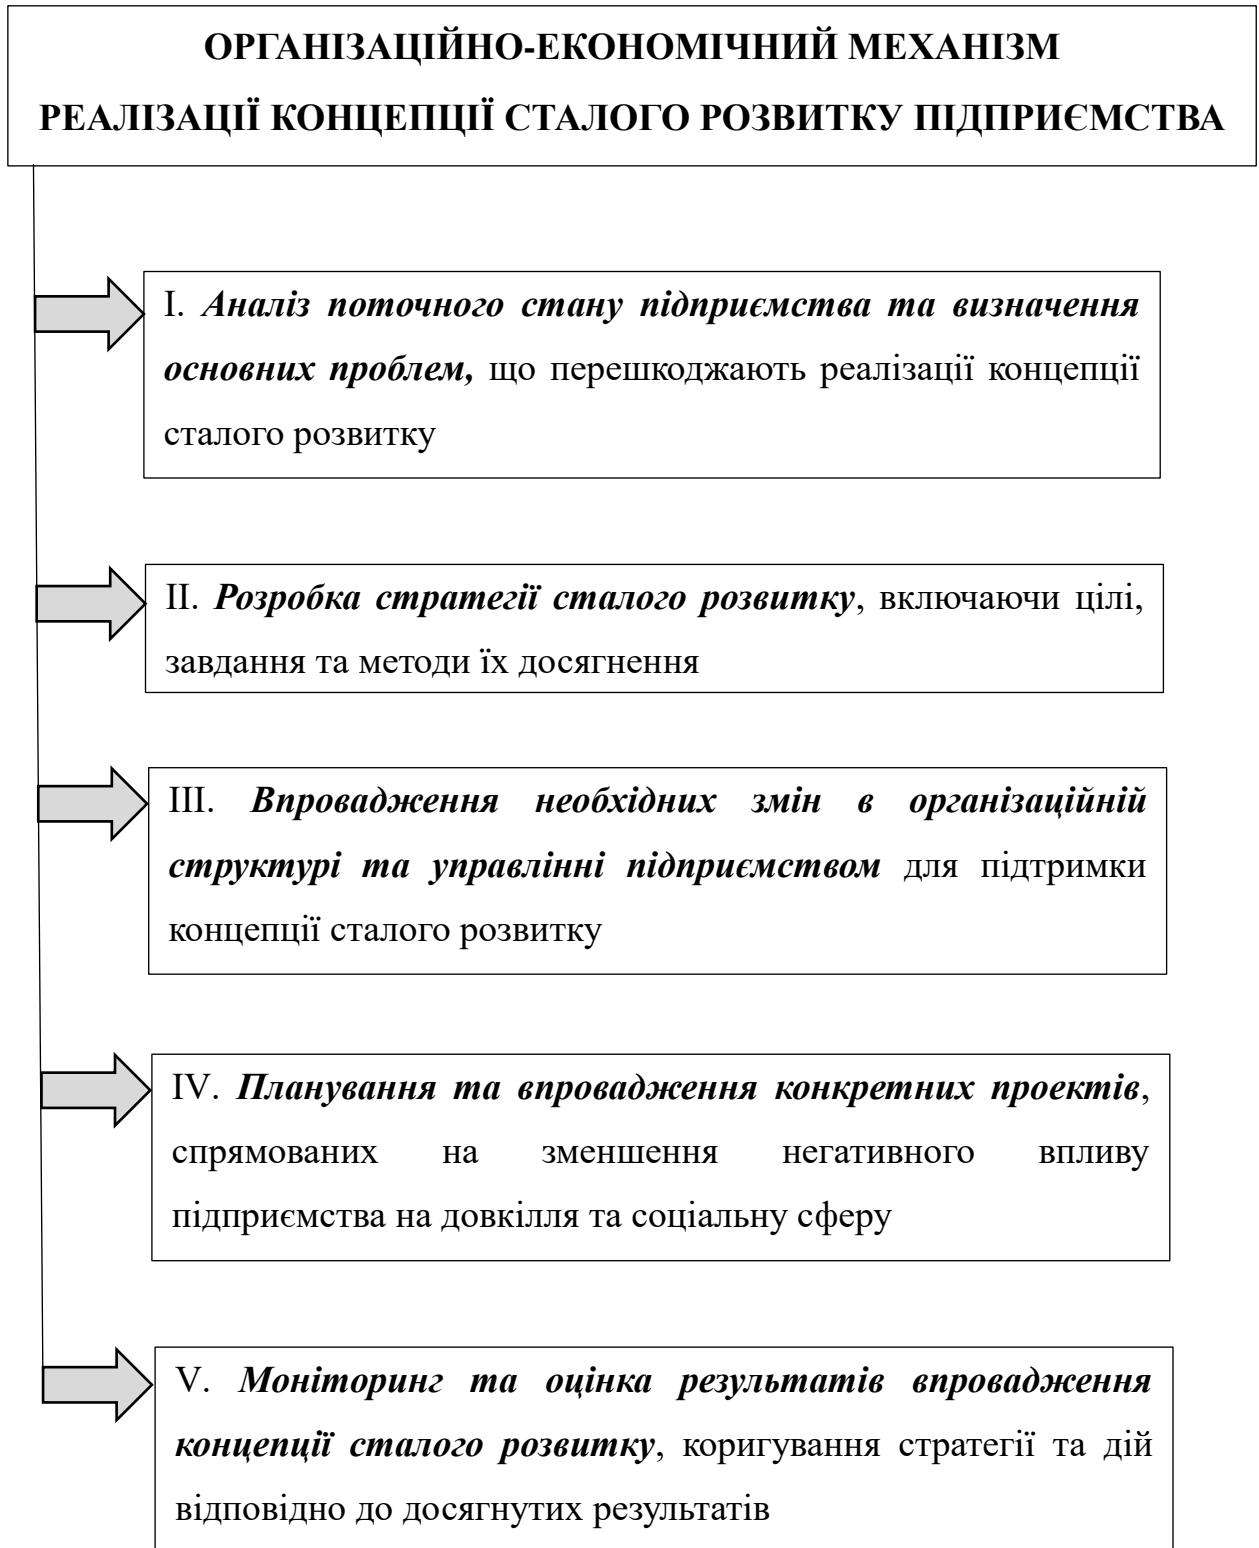 ОРГАНІЗАЦІЙНО-ЕКОНОМІЧНИЙ МЕХАНІЗМ
РЕАЛІЗАЦІЇ КОНЦЕПЦІЇ СТАЛОГО РОЗВИТКУ ПІДПРИЄМСТВА
I. Аналіз поточного стану підприємства та визначення
основних проблем, що перешкоджають реалізації концепції
сталого розвитку
II. Розробка стратегії сталого розвитку, включаючи цілі,
завдання та методи їх досягнення
III. Впровадження необхідних змін в організаційній
структурі та управлінні підприємством для підтримки
концепції сталого розвитку
IV. Планування та впровадження конкретних проектів,
спрямованих на зменшення негативного впливу
підприємства на довкілля та соціальну сферу
V. Моніторинг та оцінка результатів впровадження
концепції сталого розвитку, коригування стратегії та дій
відповідно до досягнутих результатів